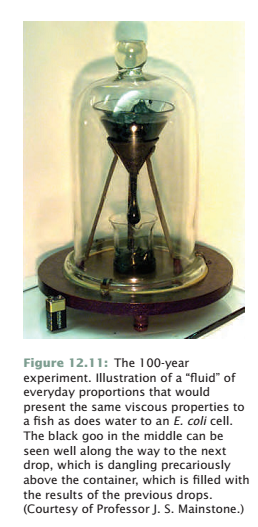 Figure 12.11: The 100-year
experiment. Illustration of a “fluid” of
everyday proportions that would
present the same viscous properties to
a fish as does water to an E. coli cell.
The black goo in the middle can be
seen well along the way to the next
drop, which is dangling precariously
above the container, which is filled with
the results of the previous drops.
(Courtesy of Professor J. S. Mainstone.)